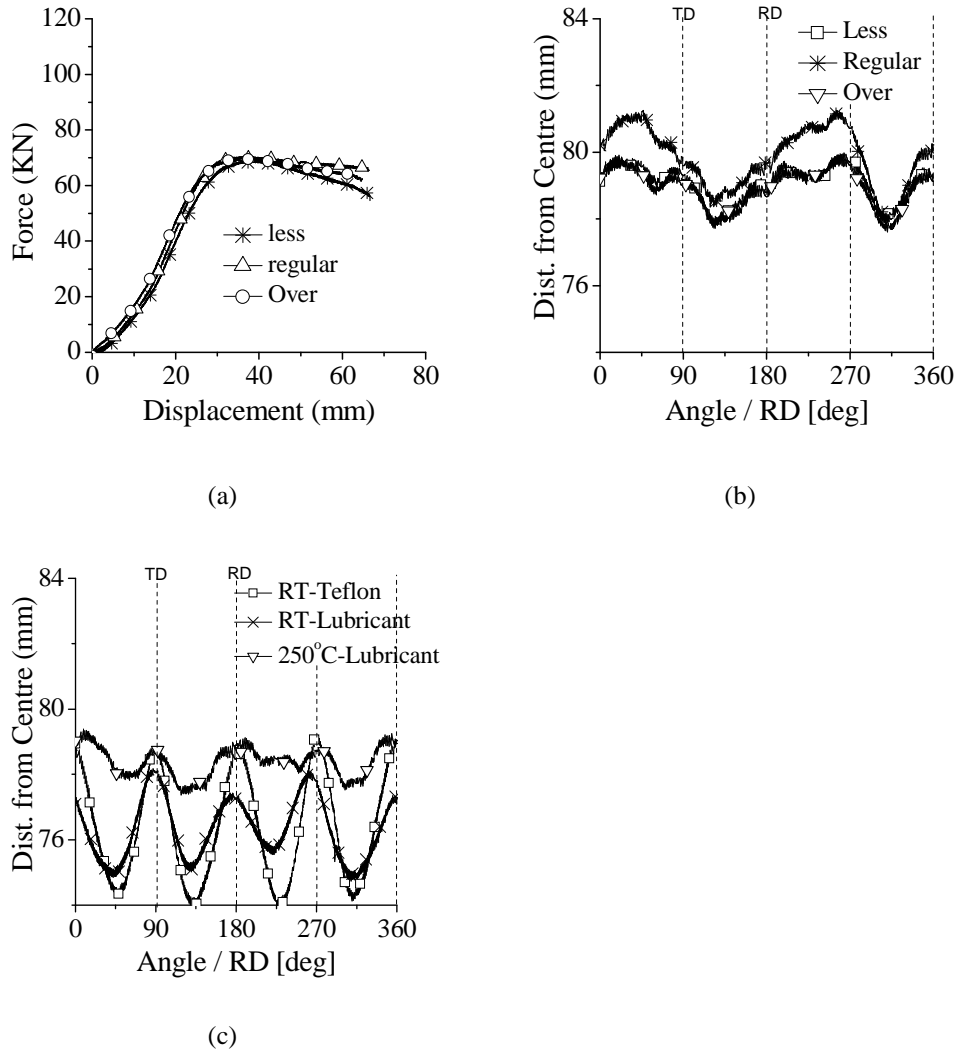 120
100
80
60
40
20
0
Force (KN)
less
regular
Over
0 20 40 60 80
Displacement (mm)
(a)
TD RD
84
80
76
Dist. from Centre (mm)
Less
Regular
Over
0 90 180 270 360
Angle / RD [deg]
(b)
TD RD
84
80
76
Dist. from Centre (mm)
RT-Teflon
RT-Lubricant
250°C-Lubricant
0 90 180 270 360
Angle / RD [deg]
(c)